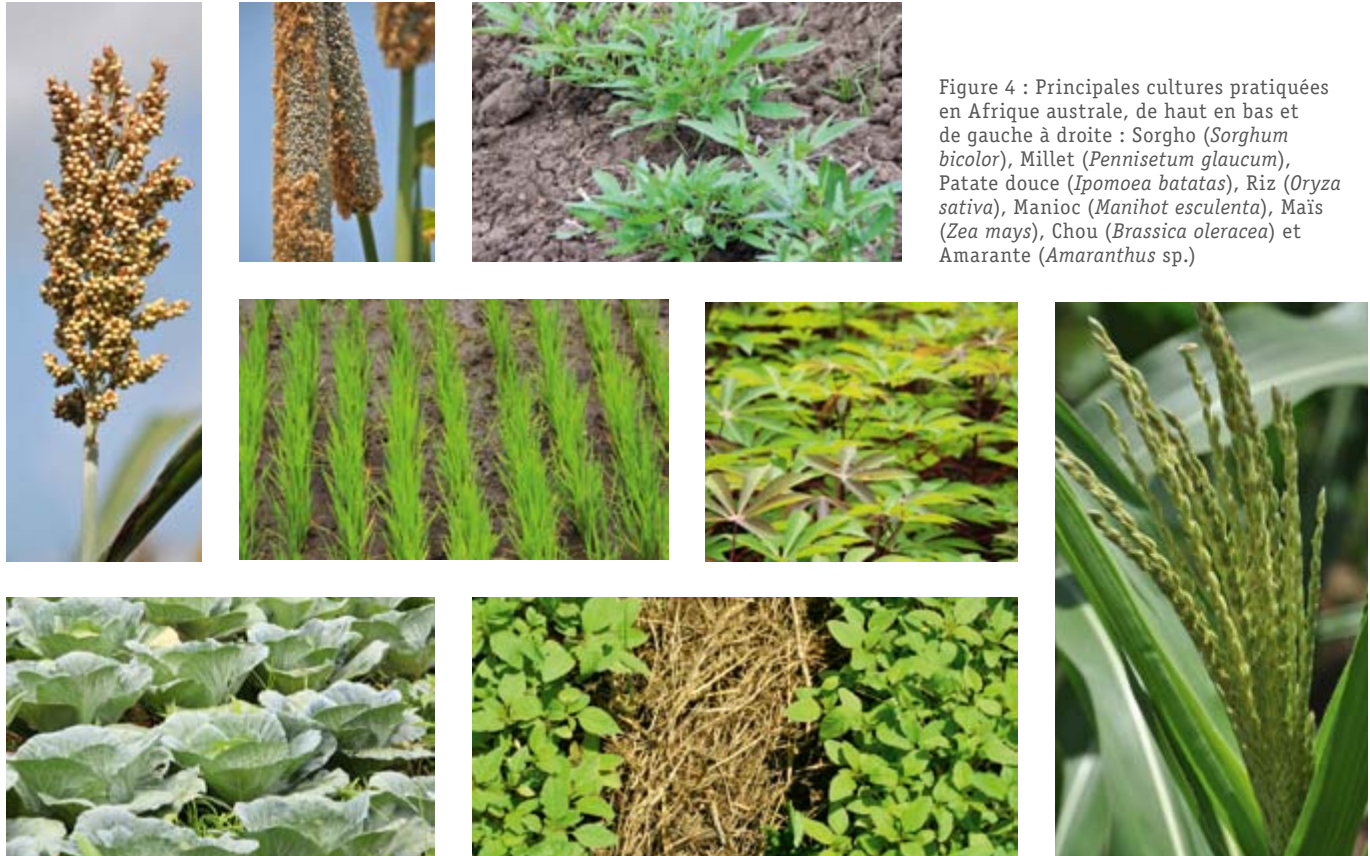 Figure 4 : Principales cultures pratiquées
en Afrique australe, de haut en bas et
de gauche à droite : Sorgho (Sorghum
bicolor), Millet (Pennisetum glaucum),
Patate douce (Ipomoea batatas), Riz (Oryza
sativa), Manioc (Manihot esculenta), Maïs
(Zea mays), Chou (Brassica oleracea) et
Amarante (Amaranthus sp.)